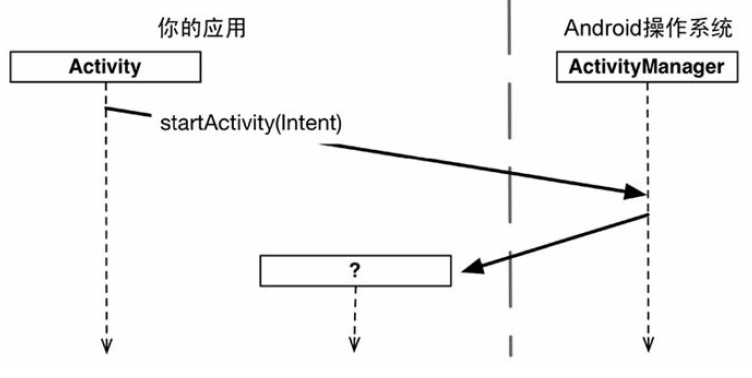 你的应用
Android操作系统
Activity
ActivityManager
startActivity(Intent)
?